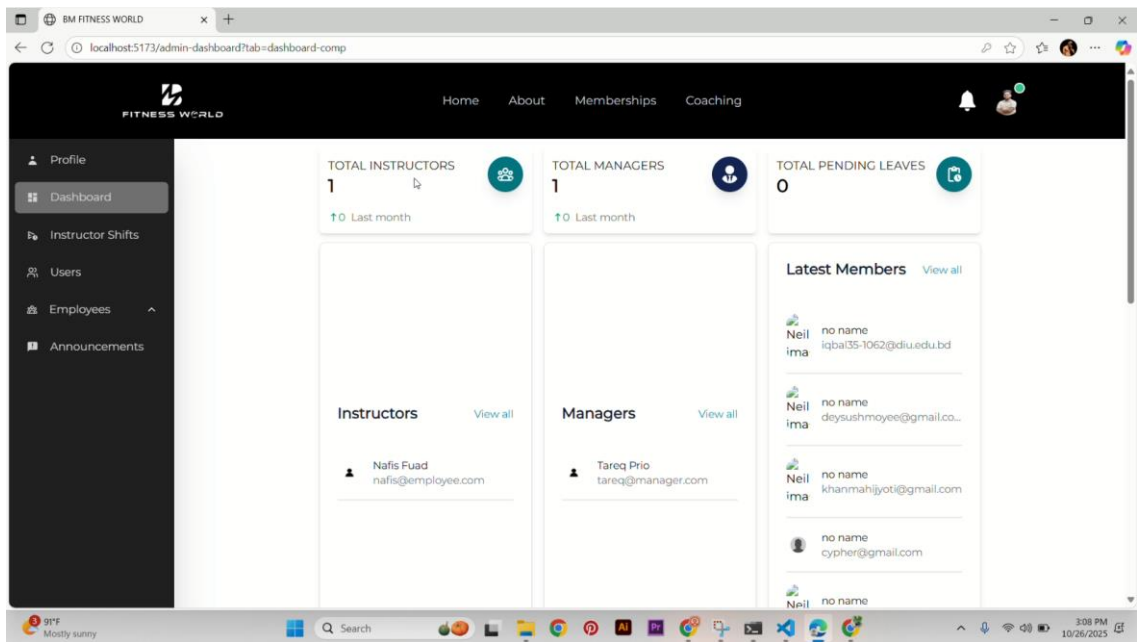 BM FITNESS WORLD
localhost:5173/admin-dashboard?tab=dashboard-comp
FITNESS WORLD
Home About Memberships Coaching
Profile
Dashboard
Instructor Shifts
Users
Employees
Announcements
TOTAL INSTRUCTORS
1
↑0 Last month
TOTAL MANAGERS
1
↑0 Last month
TOTAL PENDING LEAVES
0
Instructors View all
Nafis Fuad
nafis@employee.com
Managers View all
Tareq Prio
tareq@manager.com
Latest Members View all
Neil
ima
no name
iqbal35-1062@diu.edu.bd
Neil
ima
no name
deysushmoyee@gmail.co...
Neil
ima
no name
khanmahijyoti@gmail.com
no name
cypher@gmail.com
Neil
no name
3
91°F
Mostly sunny
Search
Ai
Pr
3:08 PM
10/26/2025